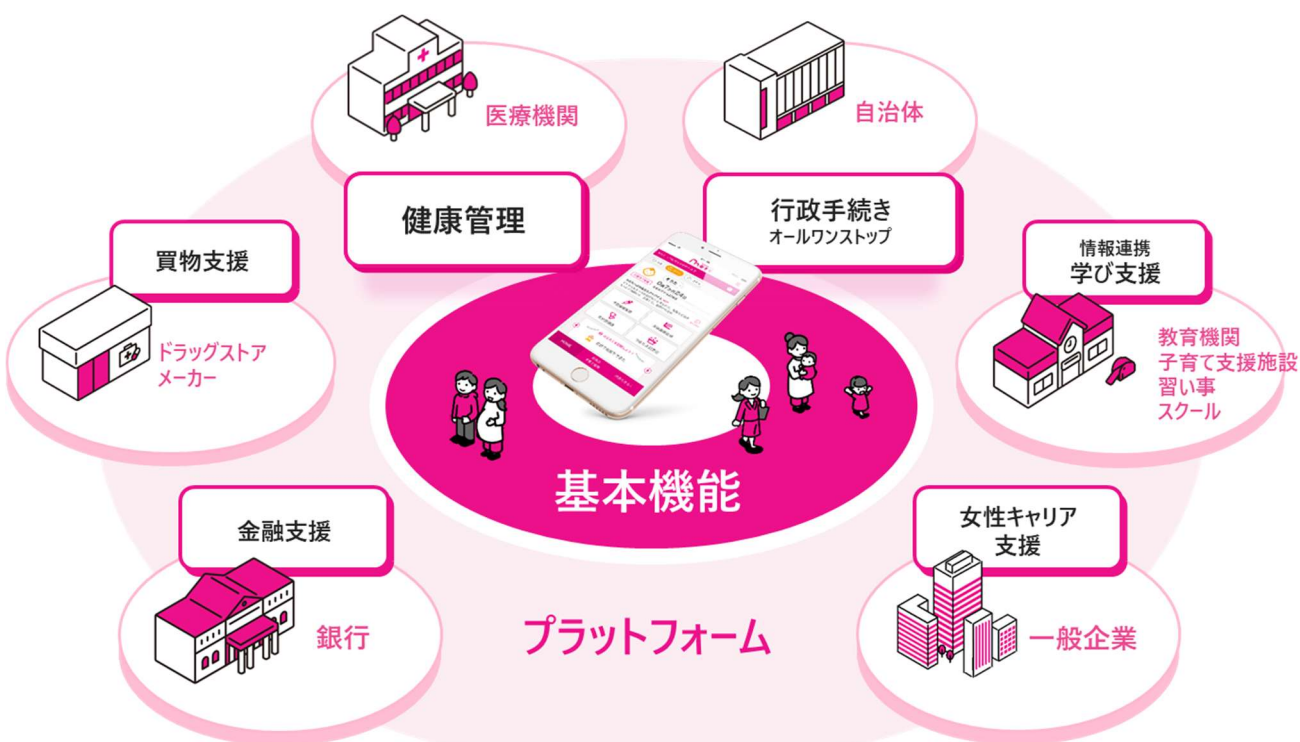 医療機関
自治体
健康管理
行政手続き
オールワンストップ
買物支援
情報連携
学び支援
ドラッグストア
メーカー
教育機関
子育て支援施設
習い事
スクール
基本機能
金融支援
女性キャリア
支援
銀行
プラットフォーム
一般企業